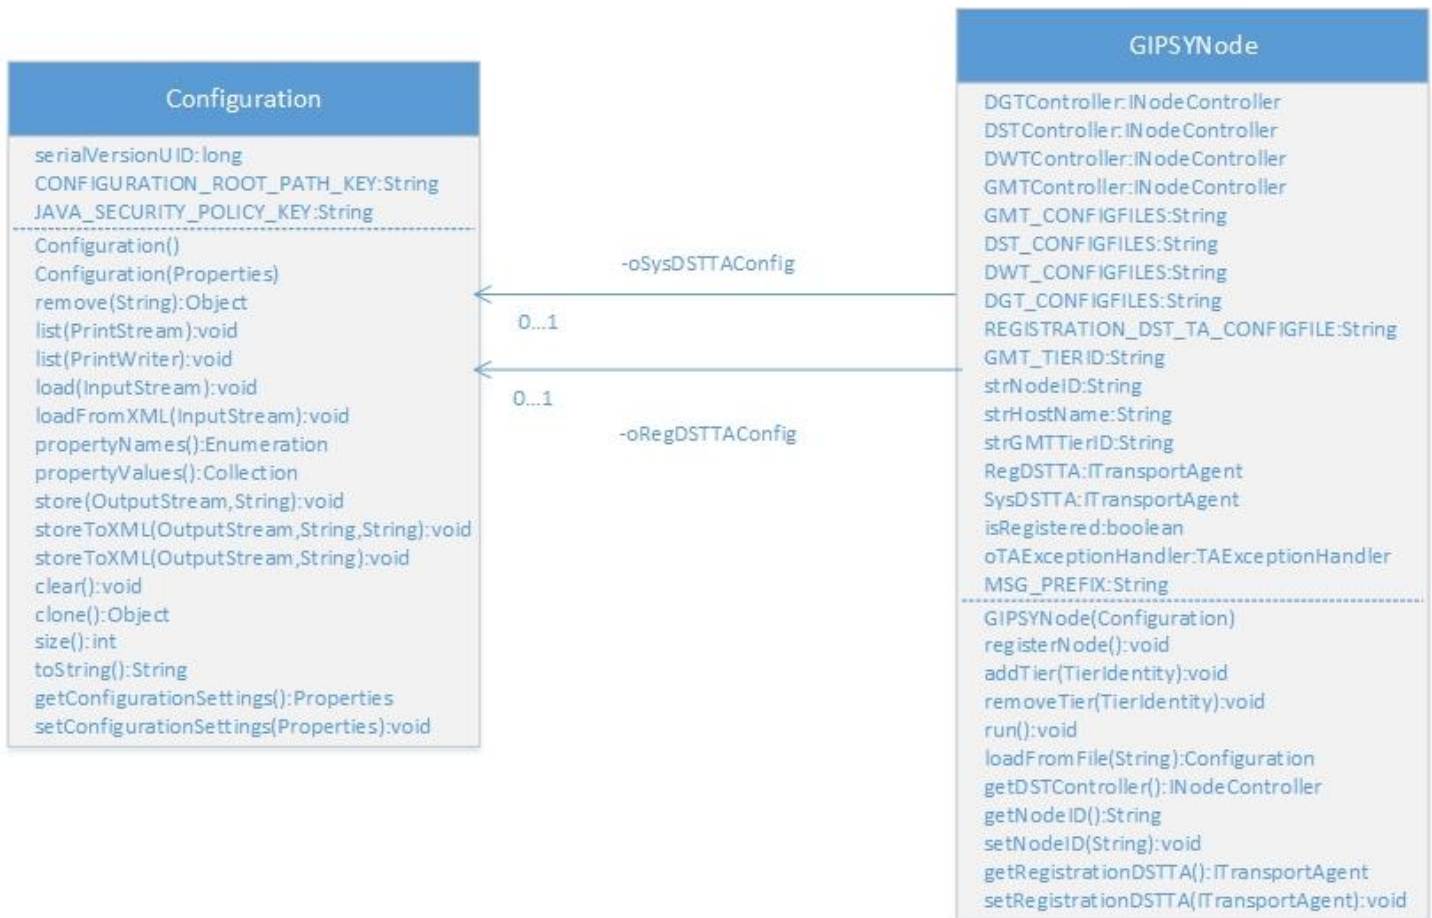 Configuration
serialVersionUID:long
CONFIGURATION_ROOT_PATH_KEY:String
JAVA_SECURITY_POLICY_KEY:String
Configuration()
Configuration(Properties)
remove(String):Object
list(PrintStream):void
list(PrintWriter):void
load(InputStream):void
loadFromXML(InputStream):void
propertyNames():Enumeration
propertyValues():Collection
store(OutputStream,String):void
storeToXML(OutputStream,String,String):void
storeToXML(OutputStream,String):void
clear():void
clone():Object
size():int
toString():String
getConfigurationSettings():Properties
setConfigurationSettings(Properties):void
-oSysDSTTAConfig
0...1
0...1
-oRegDSTTAConfig
GIPSYNode
DGTController:INodeController
DSTController:INodeController
DWTController:INodeController
GMTController:INodeController
GMT_CONFIGFILES:String
DST_CONFIGFILES:String
DWT_CONFIGFILES:String
DGT_CONFIGFILES:String
REGISTRATION_DST_TA_CONFIGFILE:String
GMT_TIERID:String
strNodeID:String
strHostName:String
strGMTTierID:String
RegDSTTA:ITransportAgent
SysDSTTA:ITransportAgent
isRegistered:boolean
oTAExceptionHandler:TAExceptionHandler
MSG_PREFIX:String
GIPSYNode(Configuration)
registerNode():void
addTier(TierIdentity):void
removeTier(TierIdentity):void
run():void
loadFromFile(String):Configuration
getDSTController():INodeController
getNodeID():String
setNodeID(String):void
getRegistrationDSTTA():ITransportAgent
setRegistrationDSTTA(ITransportAgent):void